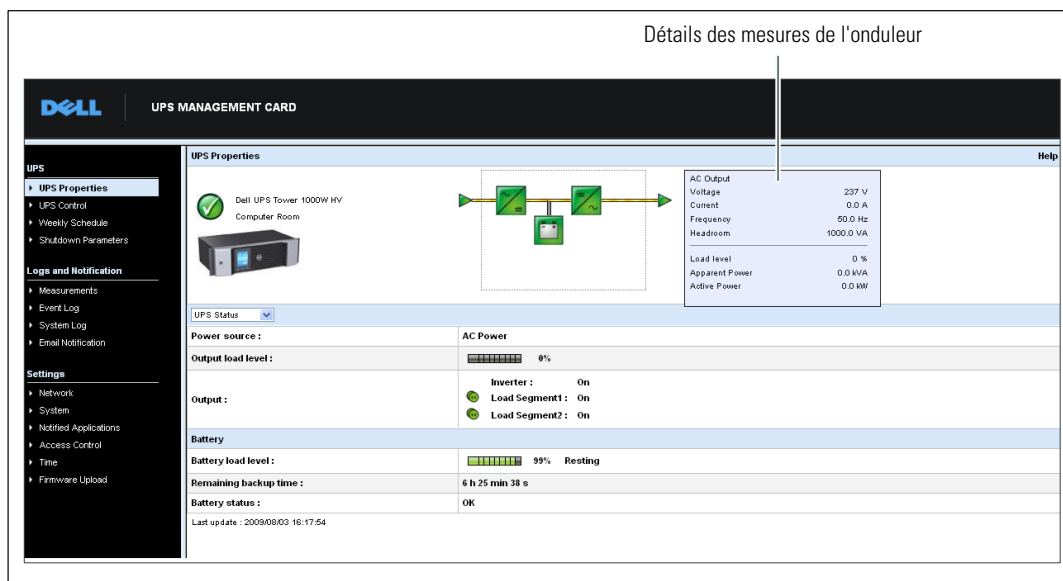 Détails des mesures de l'onduleur
DELL
UPS MANAGEMENT CARD
UPS
UPS Properties
UPS Control
Weekly Schedule
Shutdown Parameters
Logs and Notification
Measurements
Event Log
System Log
Email Notification
Settings
Network
System
Notified Applications
Access Control
Time
Firmware Upload
UPS Properties
Help
Dell UPS Tower 1000W HV
Computer Room
AC Output
Voltage 237 V
Current 0.0 A
Frequency 50.0 Hz
Headroom 1000.0 VA
Load level 0 %
Apparent Power 0.0 kVA
Active Power 0.0 kW
UPS Status
Power source : AC Power
Output load level : 0%
Output :
Inverter : On
Load Segment1 : On
Load Segment2 : On
Battery
Battery load level : 99% Resting
Remaining backup time : 6 h 25 min 38 s
Battery status : OK
Last update : 2009/08/03 16:17:54